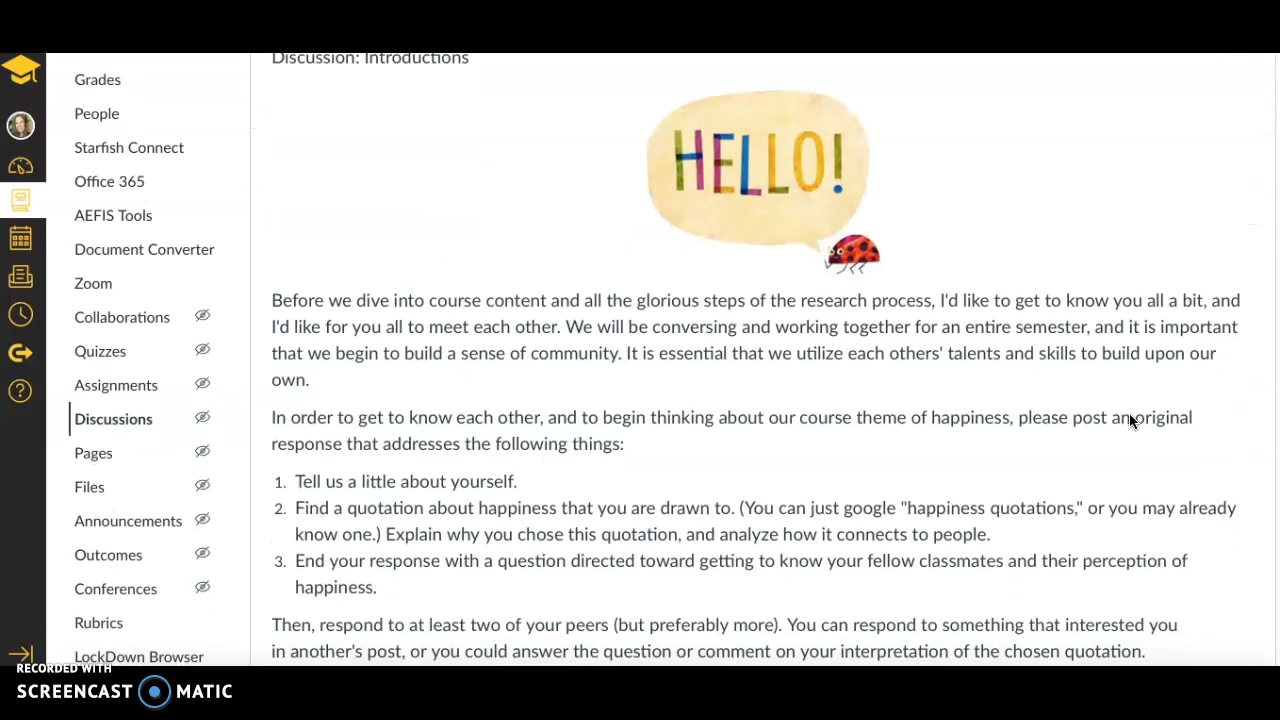 Discussion: Introductions
Grades
People
Starfish Connect
Office 365
AEFIS Tools
Document Converter
Zoom
Collaborations
Quizzes
Assignments
Discussions
Pages
Files
Announcements
Outcomes
Conferences
Rubrics
LockDown Browser
HELLO!
Before we dive into course content and all the glorious steps of the research process, I'd like to get to know you all a bit, and
I'd like for you all to meet each other. We will be conversing and working together for an entire semester, and it is important
that we begin to build a sense of community. It is essential that we utilize each others' talents and skills to build upon our
own.
In order to get to know each other, and to begin thinking about our course theme of happiness, please post an original
response that addresses the following things:
1. Tell us a little about yourself.
2. Find a quotation about happiness that you are drawn to. (You can just google "happiness quotations," or you may already
know one.) Explain why you chose this quotation, and analyze how it connects to people.
3. End your response with a question directed toward getting to know your fellow classmates and their perception of
happiness.
Then, respond to at least two of your peers (but preferably more). You can respond to something that interested you
in another's post, or you could answer the question or comment on your interpretation of the chosen quotation.
RECORDED WITH
SCREENCAST MATIC